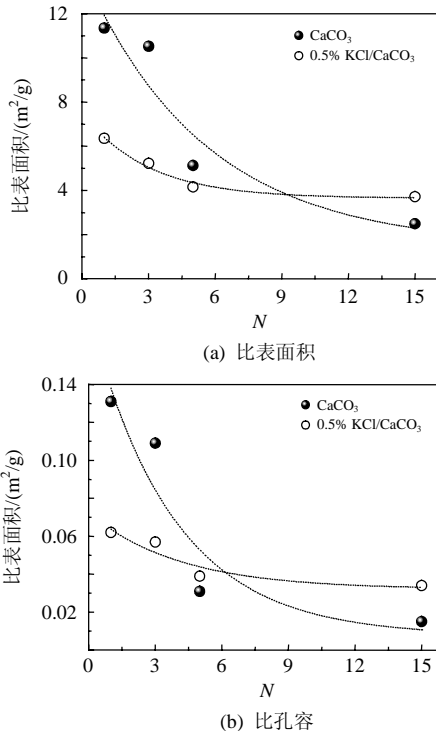 12
8
4
0
比表面积/(m²/g)
CaCO₃
0.5% KCl/CaCO₃
0 3 6 9 12 15
N
(a) 比表面积
0.14
0.10
0.06
0.02
比表面积/(m²/g)
CaCO₃
0.5% KCl/CaCO₃
0 3 6 9 12 15
N
(b) 比孔容